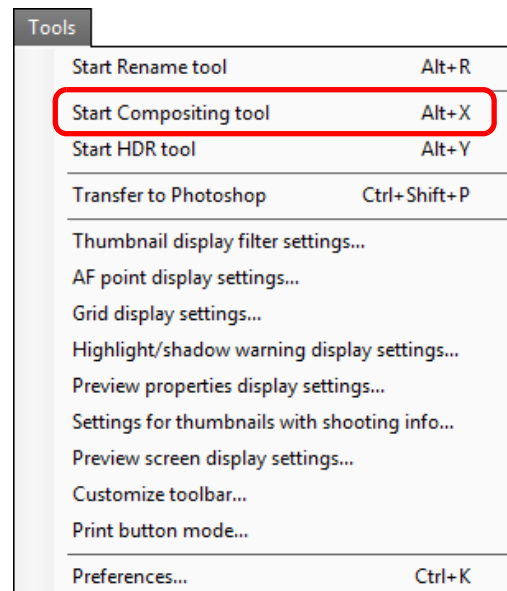 Tools
Start Rename tool Alt+R
Start Compositing tool Alt+X
Start HDR tool Alt+Y
Transfer to Photoshop Ctrl+Shift+P
Thumbnail display filter settings...
AF point display settings...
Grid display settings...
Highlight/shadow warning display settings...
Preview properties display settings...
Settings for thumbnails with shooting info...
Preview screen display settings...
Customize toolbar...
Print button mode...
Preferences... Ctrl+K